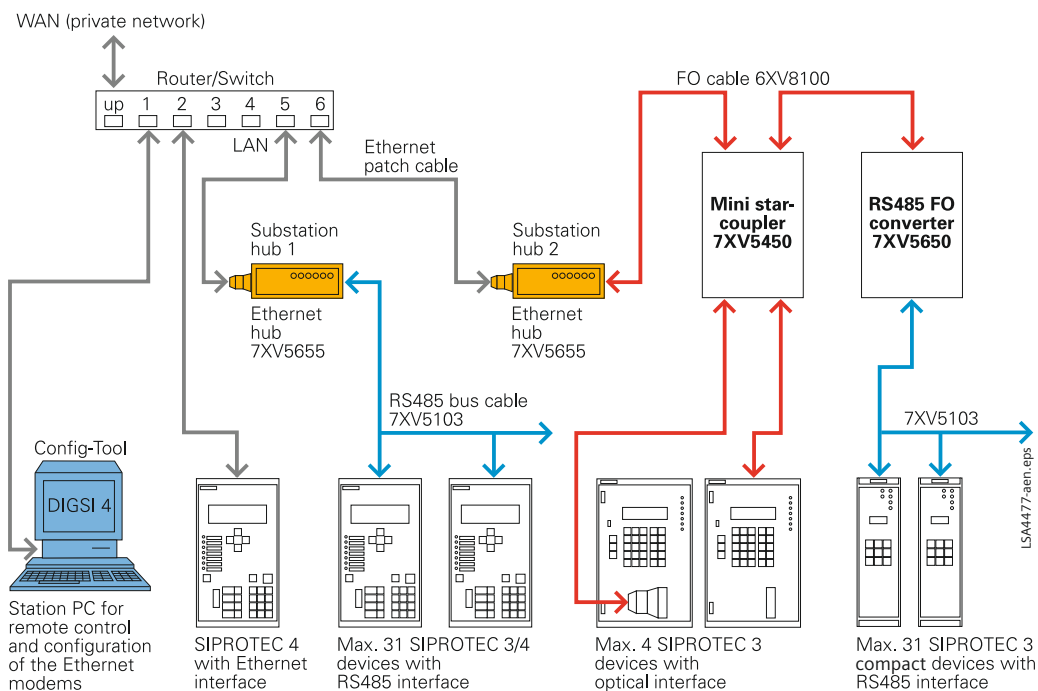 WAN (private network)
Router/Switch
up 1 2 3 4 5 6
LAN
Ethernet
patch cable
FO cable 6XV8100
Mini star-
coupler
7XV5450
RS485 FO
converter
7XV5650
Substation
hub 1
Ethernet
hub
7XV5655
Substation
hub 2
Ethernet
hub
7XV5655
RS485 bus cable
7XV5103
7XV5103
Config-Tool
DIGSI 4
Station PC for
remote control
and configuration
of the Ethernet
modems
SIPROTEC 4
with Ethernet
interface
Max. 31 SIPROTEC 3/4
devices with
RS485 interface
Max. 4 SIPROTEC 3
devices with
optical interface
Max. 31 SIPROTEC 3
compact devices with
RS485 interface
LSA4477-aen.eps